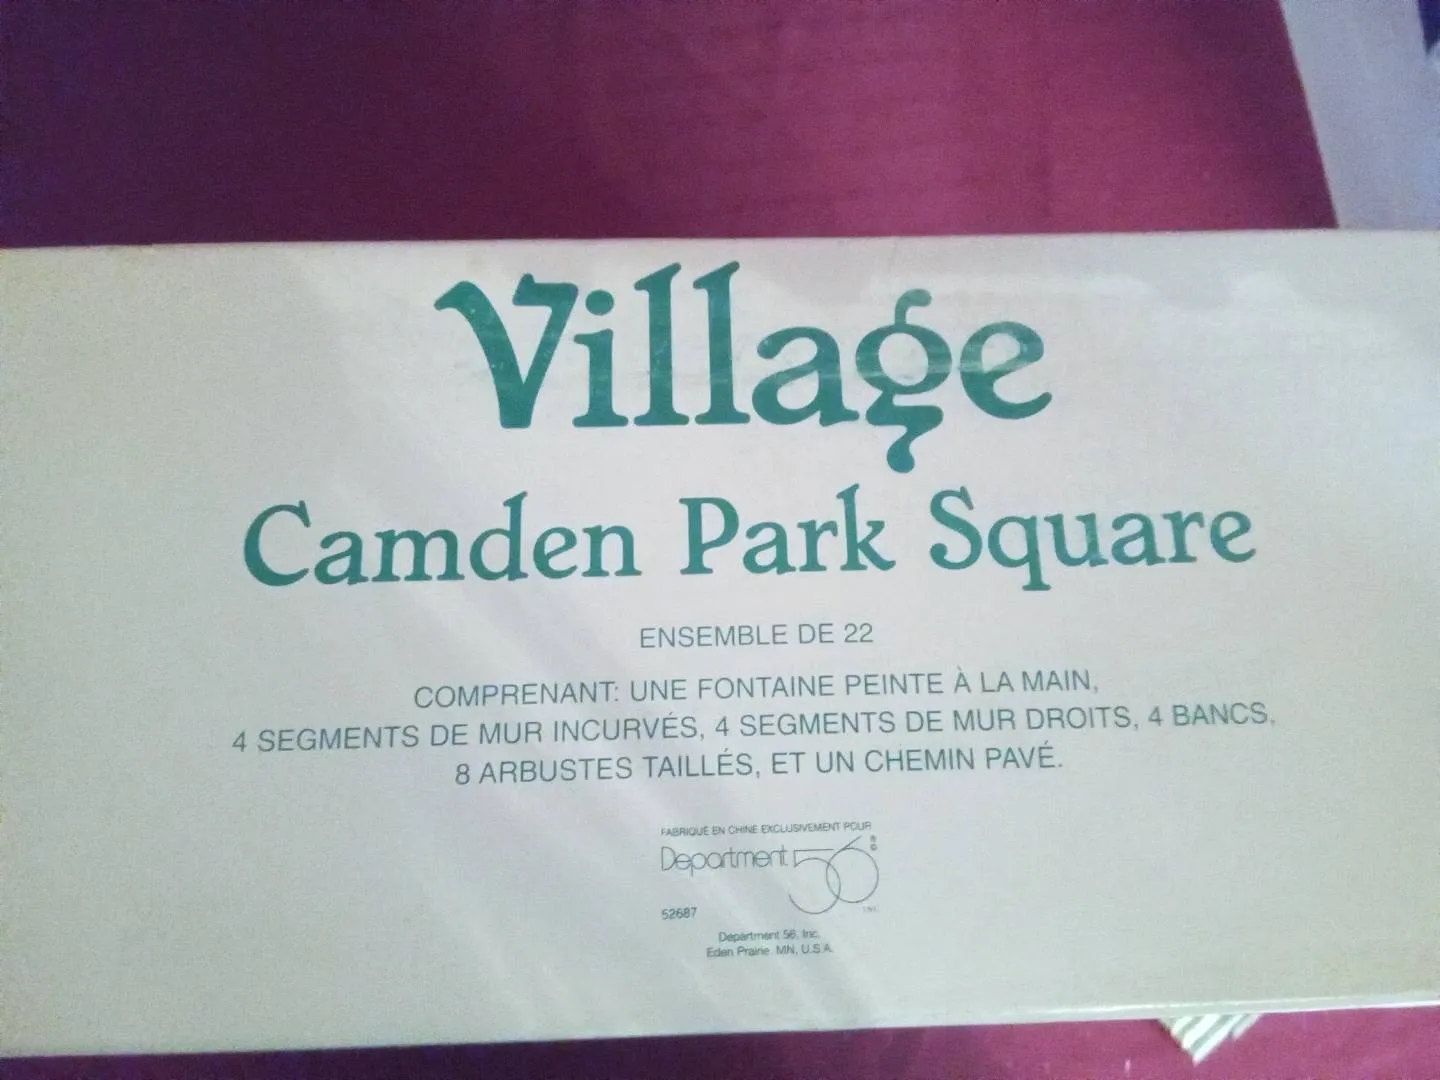 Village
Camden Park Square
ENSEMBLE DE 22
COMPRENANT: UNE FONTAINE PEINTE À LA MAIN,
4 SEGMENTS DE MUR INCURVÉS, 4 SEGMENTS DE MUR DROITS, 4 BANCS,
8 ARBUSTES TAILLÉS, ET UN CHEMIN PAVÉ.
FABRIQUÉ EN CHINE EXCLUSIVEMENT POUR
Department 56 ® ©
INC.
52687
Department 56, Inc.
Eden Prairie MN, U.S.A.